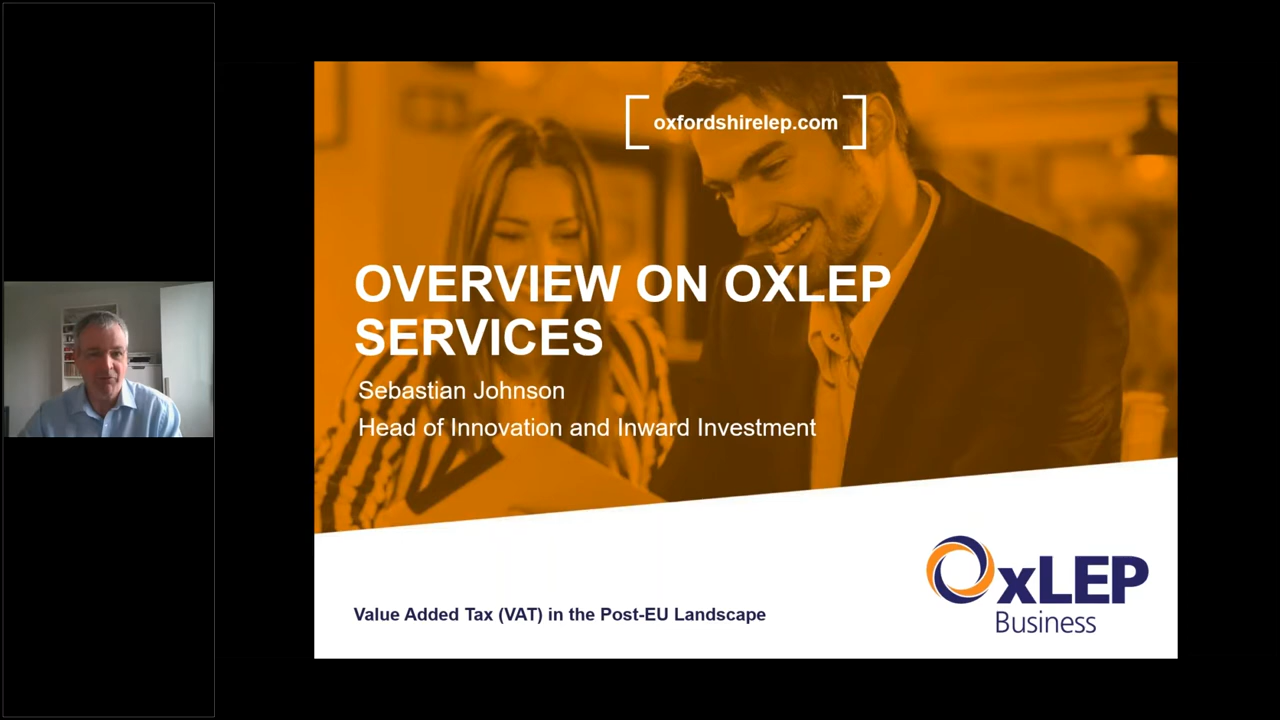 oxfordshirelep.com
OVERVIEW ON OXLEP
SERVICES
Sebastian Johnson
Head of Innovation and Inward Investment
Value Added Tax (VAT) in the Post-EU Landscape
OxLEP
Business